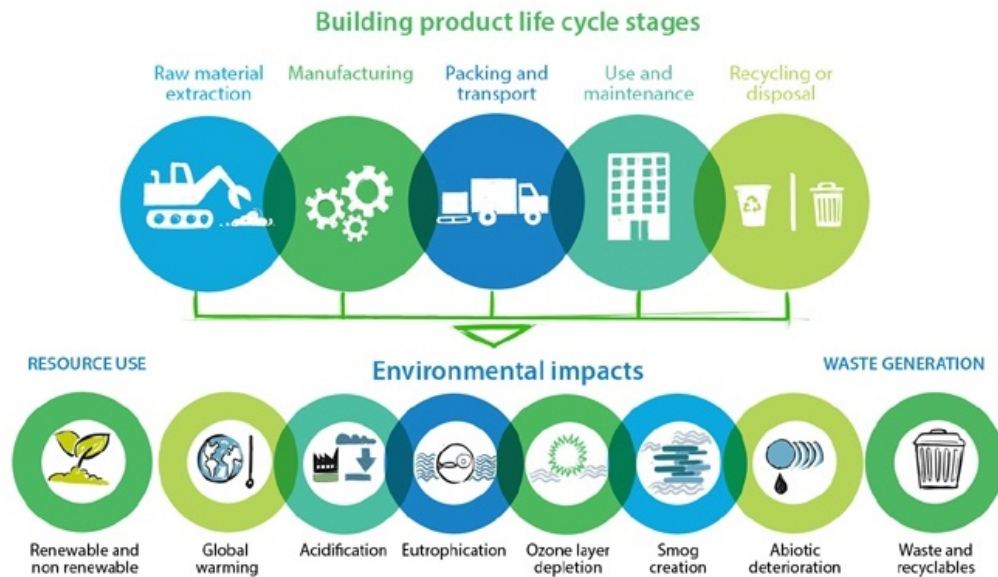 Building product life cycle stages
Raw material
extraction
Manufacturing
Packing and
transport
Use and
maintenance
Recycling or
disposal
RESOURCE USE
Environmental impacts
WASTE GENERATION
Renewable and
non renewable
Global
warming
Acidification
Eutrophication
Ozone layer
depletion
Smog
creation
Abiotic
deterioration
Waste and
recyclables